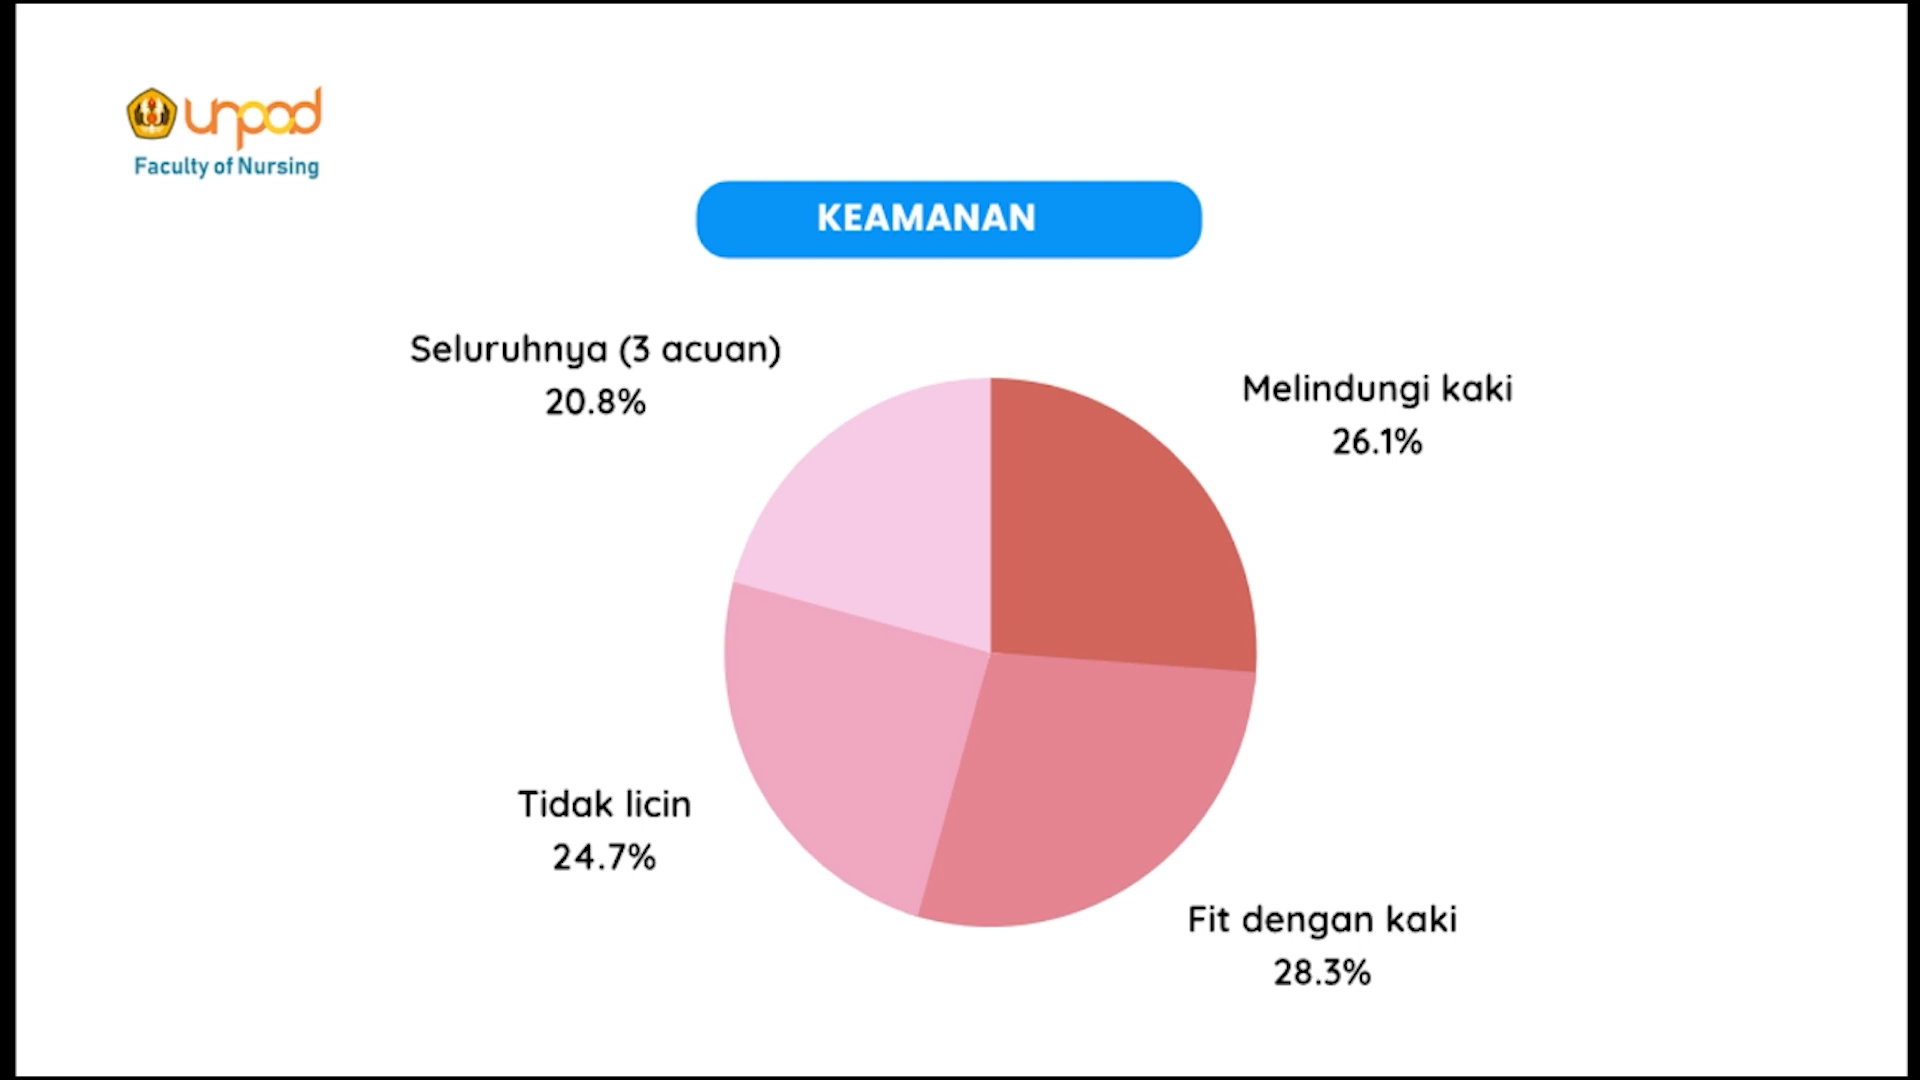 unpad
Faculty of Nursing
KEAMANAN
Seluruhnya (3 acuan)
20.8%
Melindungi kaki
26.1%
Tidak licin
24.7%
Fit dengan kaki
28.3%